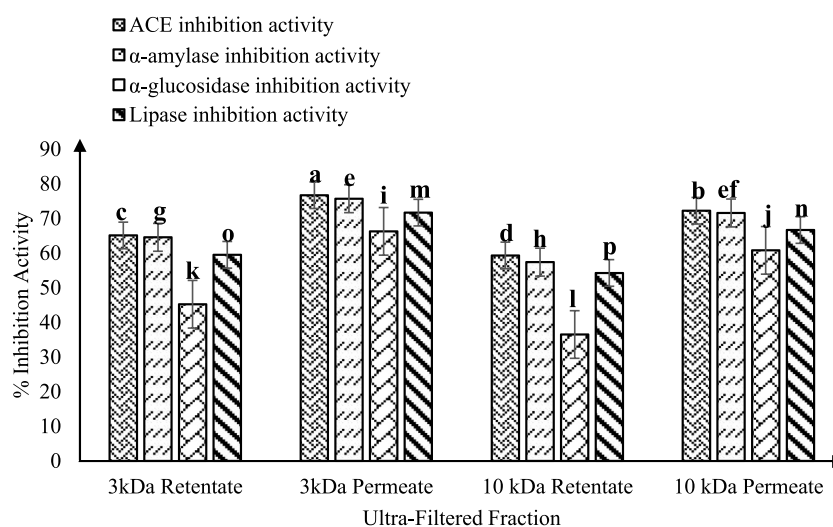 ACE inhibition activity
α-amylase inhibition activity
α-glucosidase inhibition activity
Lipase inhibition activity
% Inhibition Activity
90
80
70
60
50
40
30
20
10
0
c g k o
a e i m
d h l p
b ef j n
3kDa Retentate 3kDa Permeate 10 kDa Retentate 10 kDa Permeate
Ultra-Filtered Fraction